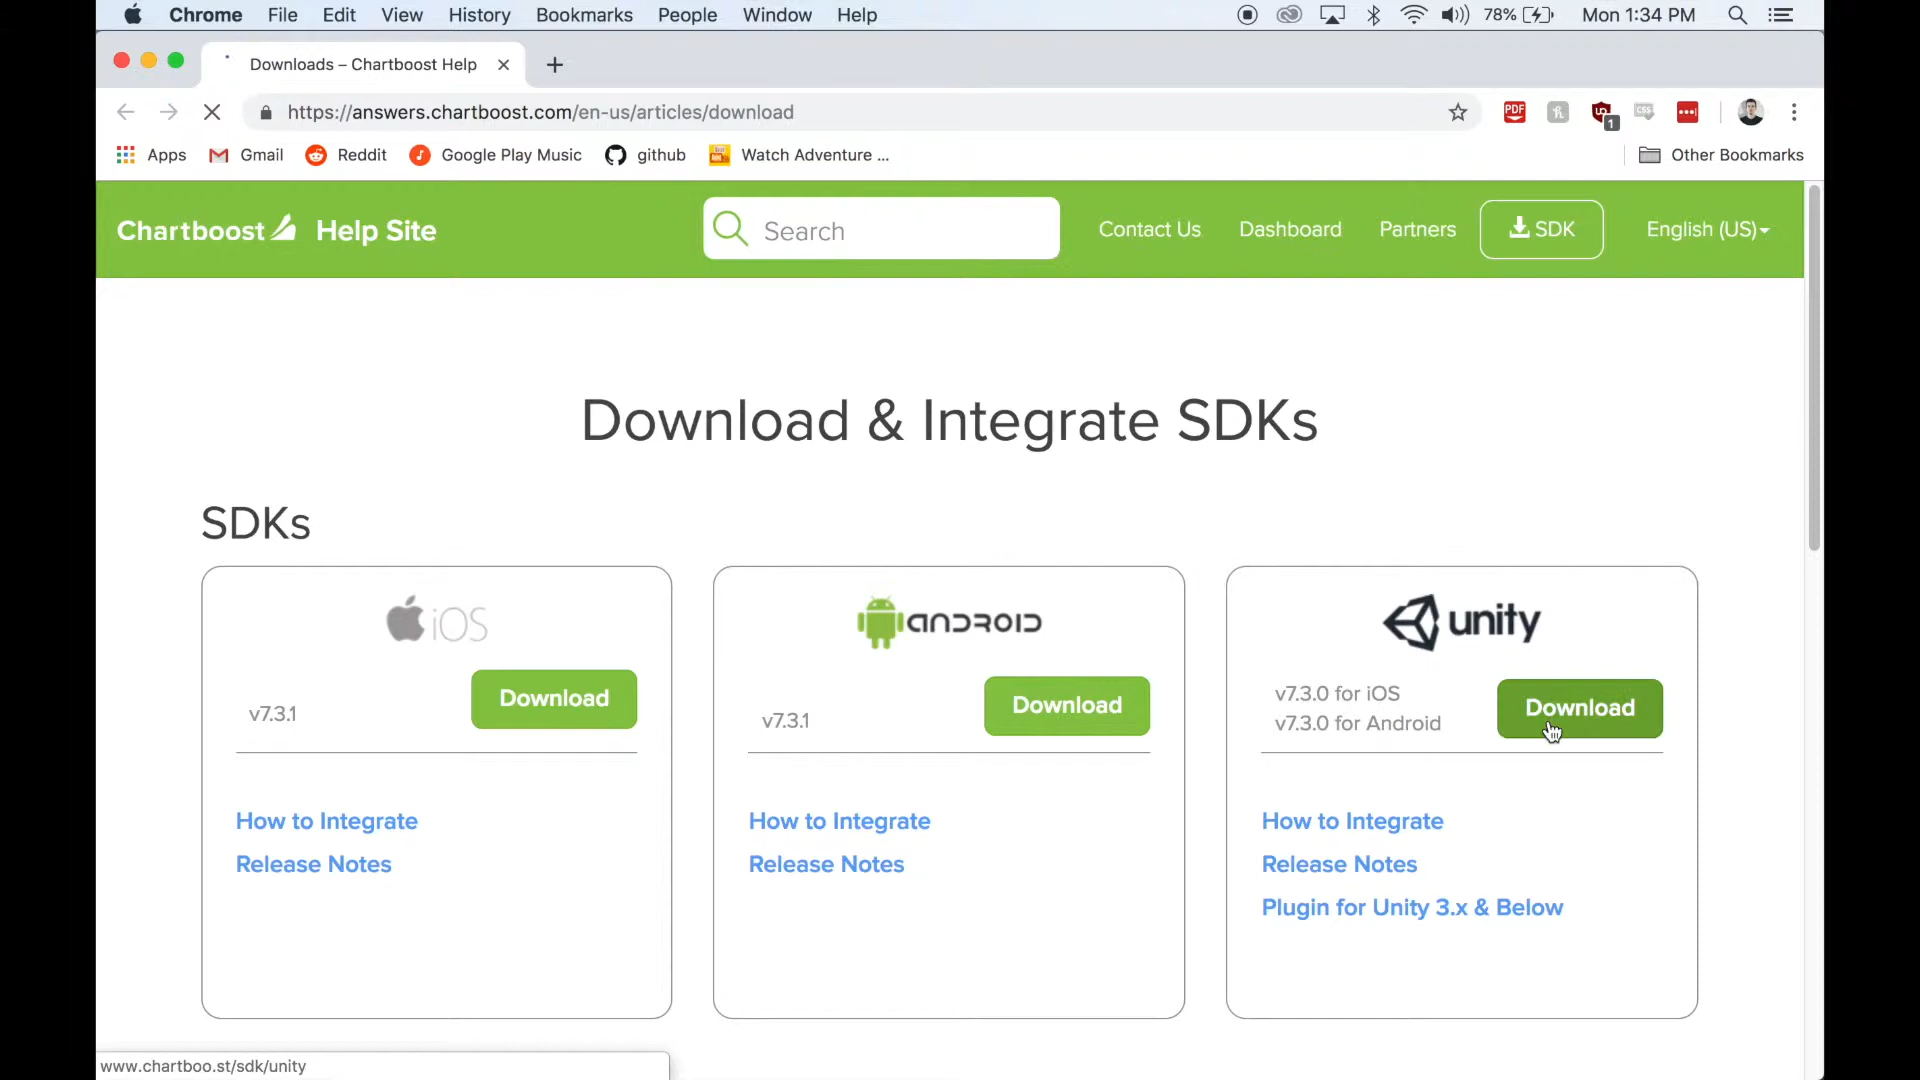 Chrome File Edit View History Bookmarks People Window Help 78% Mon 1:34 PM
Downloads – Chartboost Help
https://answers.chartboost.com/en-us/articles/download PDF 1 CSS
Apps Gmail Reddit Google Play Music github Watch Adventure ... Other Bookmarks
Chartboost Help Site Search Contact Us Dashboard Partners SDK English (US)
Download & Integrate SDKs
SDKs
iOS
v7.3.1 Download
How to Integrate
Release Notes
android
v7.3.1 Download
How to Integrate
Release Notes
unity
v7.3.0 for iOS
v7.3.0 for Android
Download
How to Integrate
Release Notes
Plugin for Unity 3.x & Below
www.chartboo.st/sdk/unity